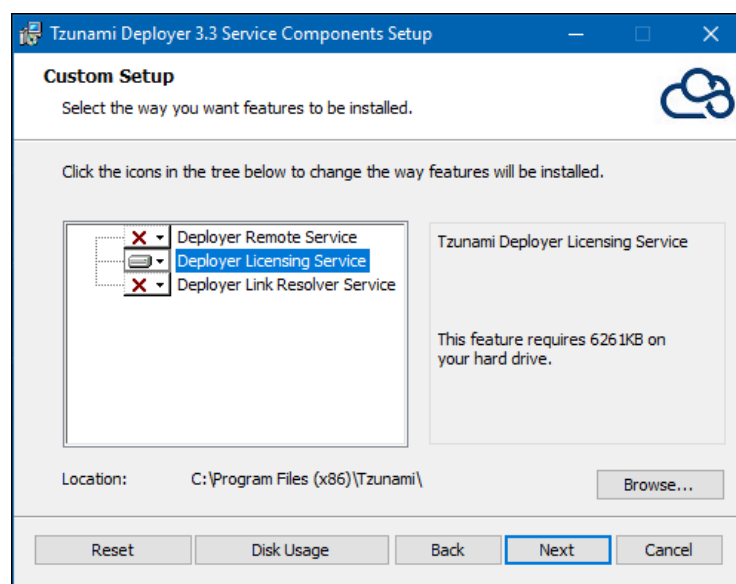 Tzunami Deployer 3.3 Service Components Setup
Custom Setup
Select the way you want features to be installed.
Click the icons in the tree below to change the way features will be installed.
Deployer Remote Service
Deployer Licensing Service
Deployer Link Resolver Service
Tzunami Deployer Licensing Service
This feature requires 6261KB on
your hard drive.
Location: C:\Program Files (x86)\Tzunami\
Browse...
Reset Disk Usage Back Next Cancel